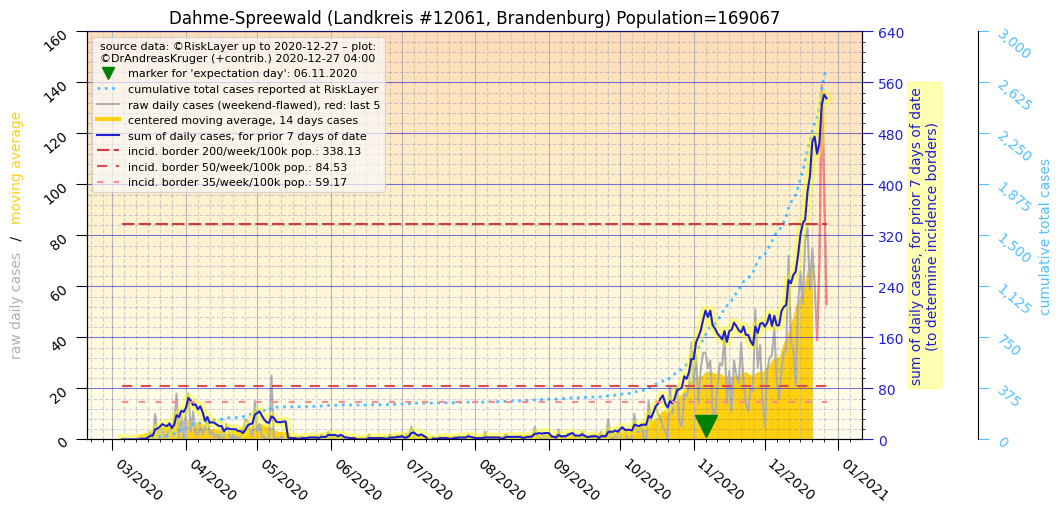 Dahme-Spreewald (Landkreis #12061, Brandenburg) Population=169067
source data: ©RiskLayer up to 2020-12-27 – plot:
©DrAndreasKruger (+contrib.) 2020-12-27 04:00
marker for 'expectation day': 06.11.2020
cumulative total cases reported at RiskLayer
raw daily cases (weekend-flawed), red: last 5
centered moving average, 14 days cases
sum of daily cases, for prior 7 days of date
incid. border 200/week/100k pop.: 338.13
incid. border 50/week/100k pop.: 84.53
incid. border 35/week/100k pop.: 59.17
raw daily cases / moving average
160
140
120
100
80
60
40
20
0
03/2020
04/2020
05/2020
06/2020
07/2020
08/2020
09/2020
10/2020
11/2020
12/2020
01/2021
640
560
480
400
320
240
160
80
0
sum of daily cases, for prior 7 days of date
(to determine incidence borders)
3,000
2,625
2,250
1,875
1,500
1,125
750
375
0
cumulative total cases